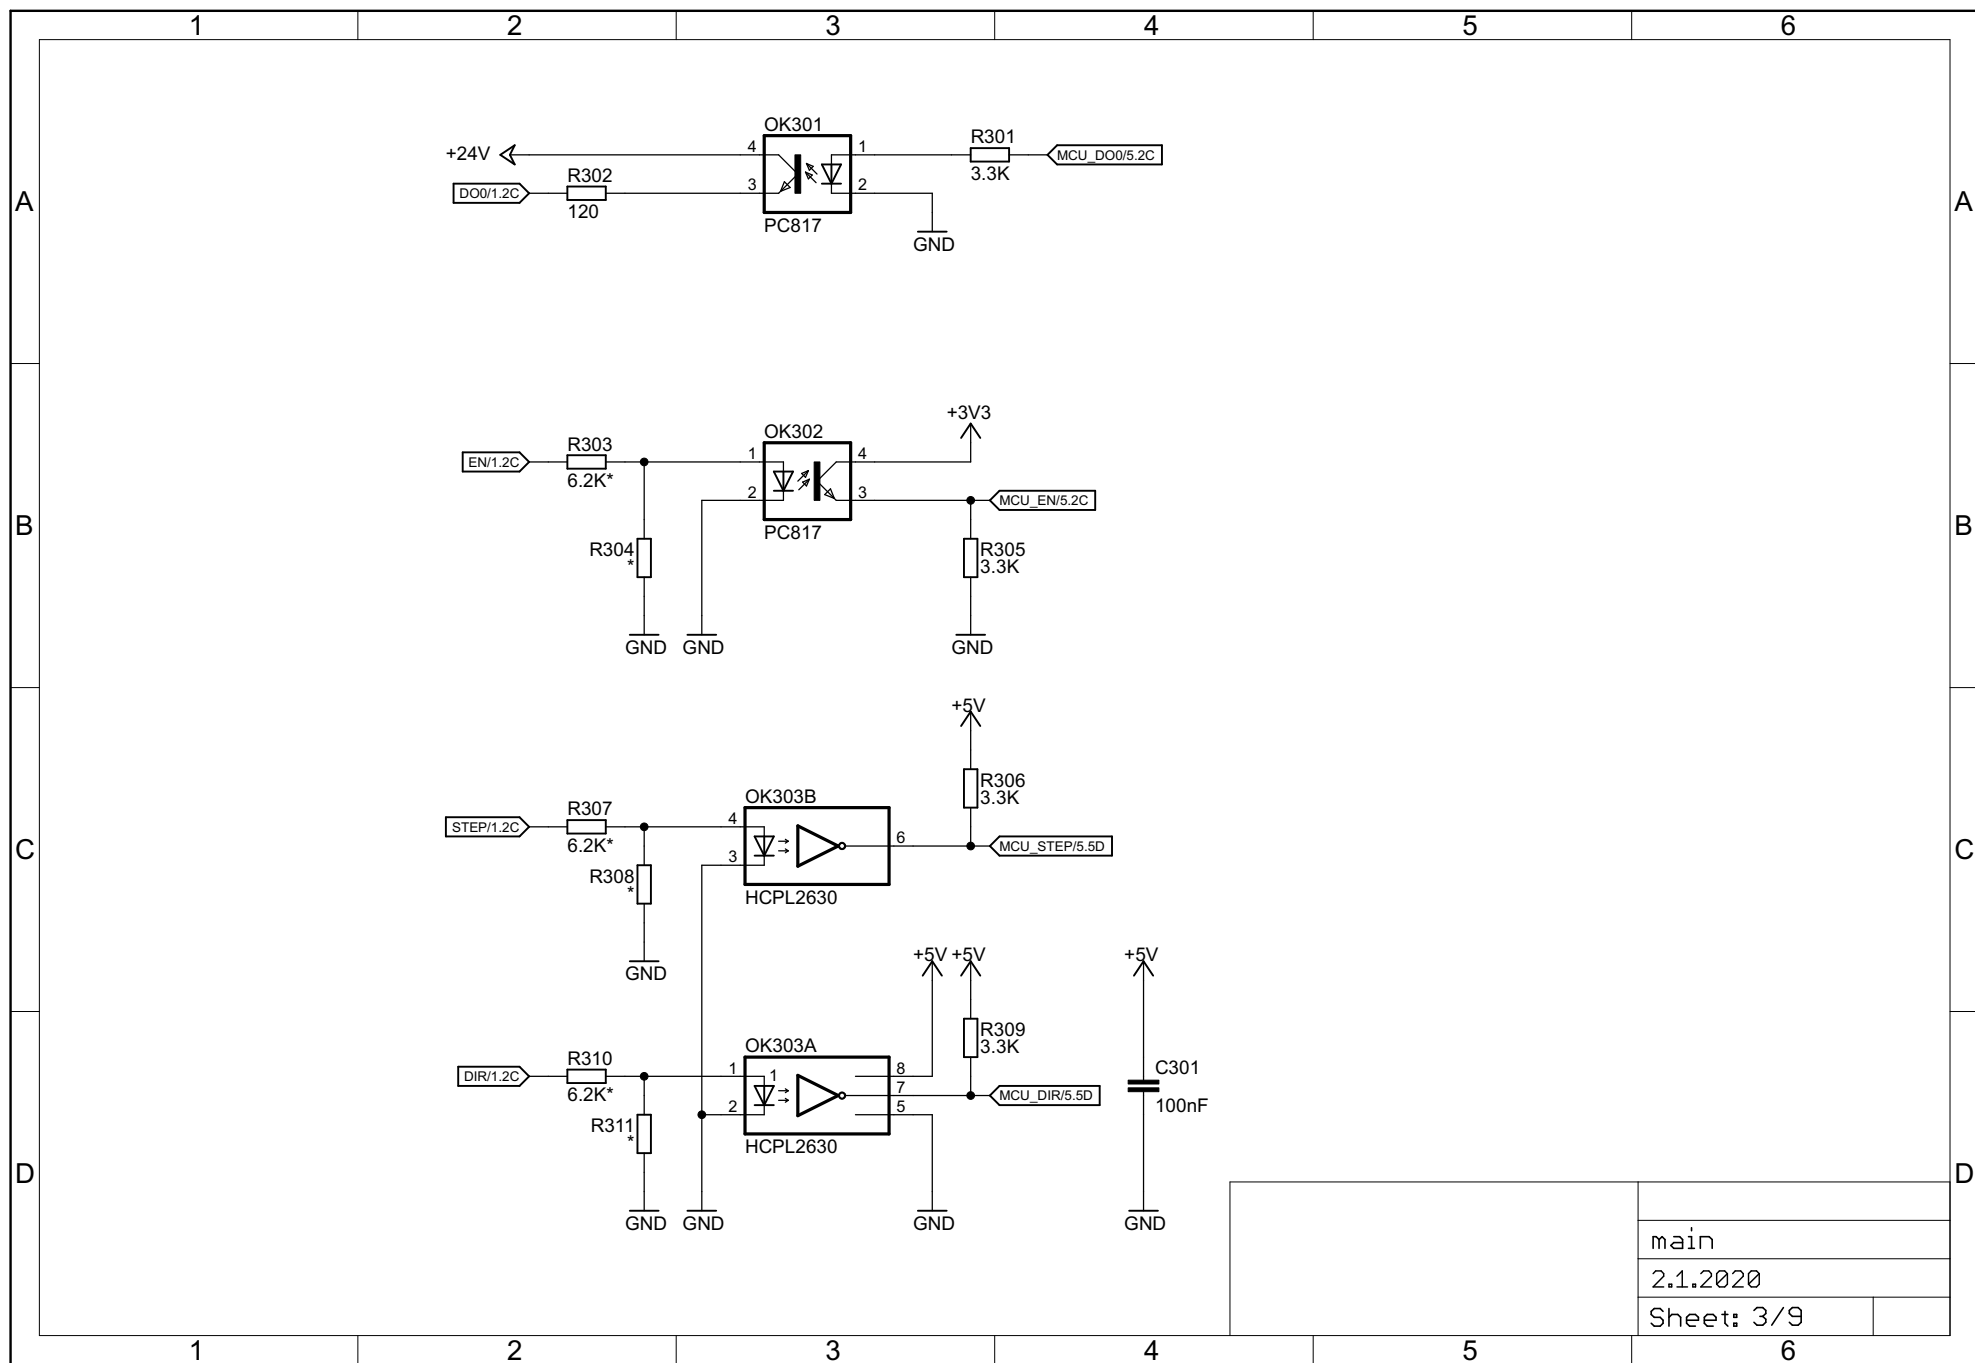 1 2 3 4 5 6
A A
OK301
+24V 4 1 R301 MCU_DO0/5.2C
3.3K
DO0/1.2C R302 3 2
120
PC817
GND
+3V3
OK302
EN/1.2C R303 1 4
6.2K*
2 3 MCU_EN/5.2C
B B
PC817
R304 R305
* 3.3K
GND GND GND
+5V
R306
3.3K
OK303B
STEP/1.2C R307 4
6.2K*
6 MCU_STEP/5.5D
C C
3
R308
*
HCPL2630
GND
+5V +5V +5V
R309
3.3K
OK303A
DIR/1.2C R310 1 1 8
6.2K*
7 MCU_DIR/5.5D
2 5
C301
100nF
R311
*
HCPL2630
D D
GND GND GND GND
main
2.1.2020
Sheet: 3/9
1 2 3 4 5 6